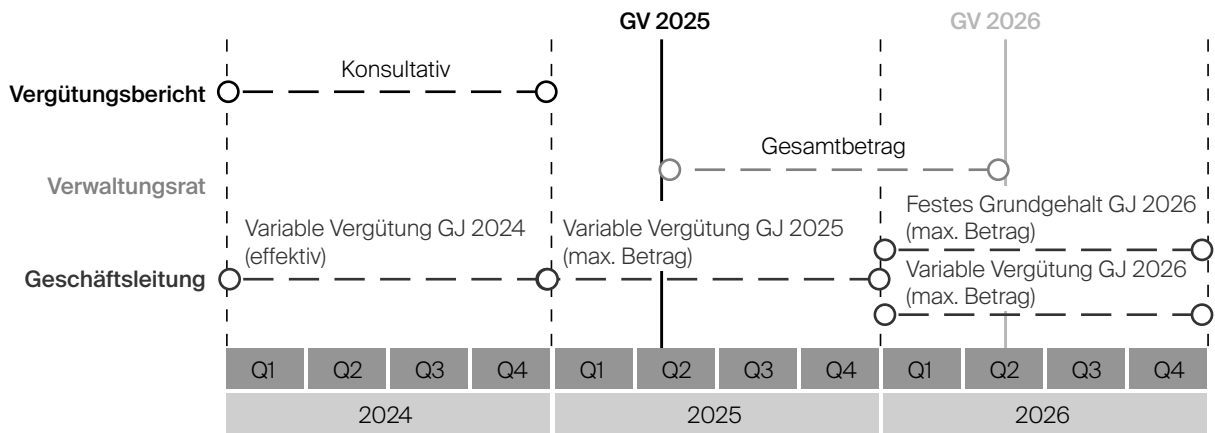 GV 2025
GV 2026
Konsultativ
Vergütungsbericht
Gesamtbetrag
Verwaltungsrat
Variable Vergütung GJ 2024
(effektiv)
Variable Vergütung GJ 2025
(max. Betrag)
Festes Grundgehalt GJ 2026
(max. Betrag)
Geschäftsleitung
Variable Vergütung GJ 2026
(max. Betrag)
Q1 Q2 Q3 Q4 Q1 Q2 Q3 Q4 Q1 Q2 Q3 Q4
2024 2025 2026